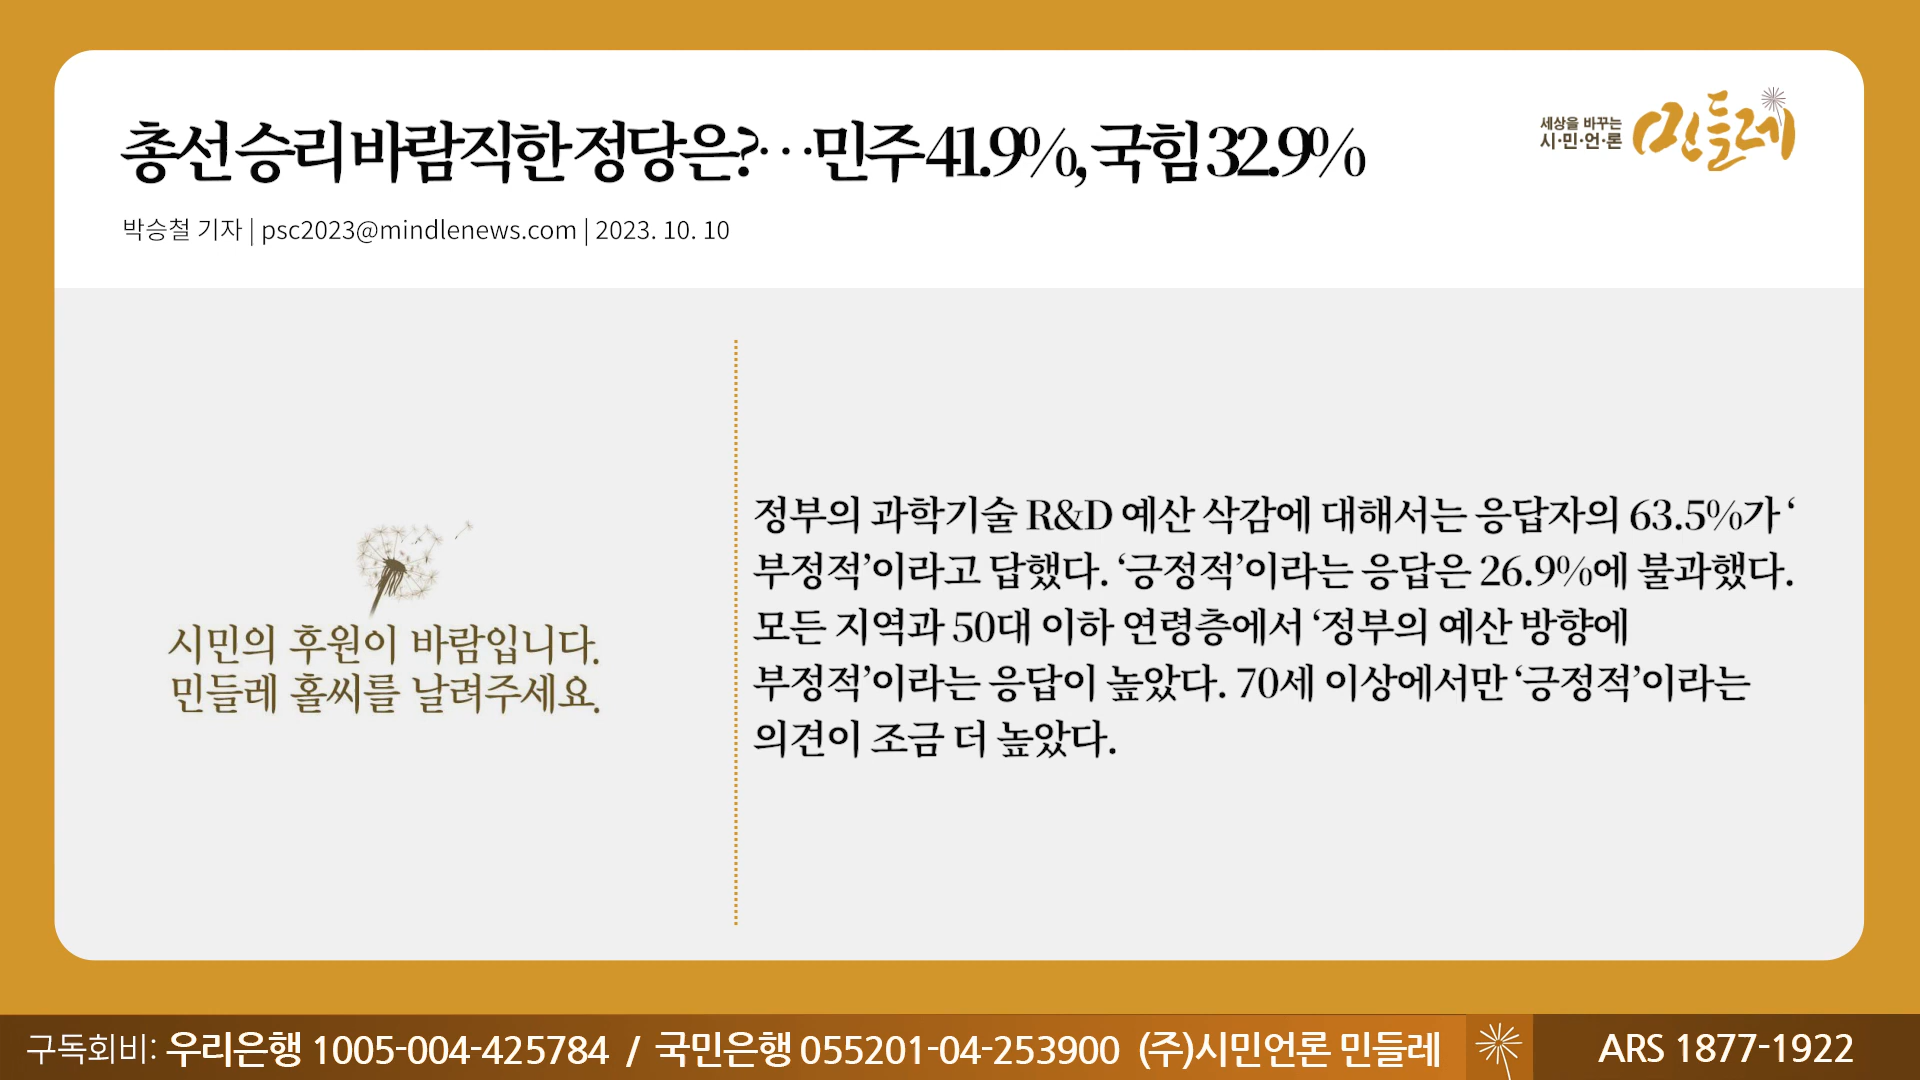 총선 승리 바람직한 정당은?…민주 41.9%, 국힘 32.9%
세상을 바꾸는
시·민·언·론
민들레
박승철 기자 | psc2023@mindlenews.com | 2023. 10. 10
시민의 후원이 바람입니다.
민들레 홀씨를 날려주세요.
정부의 과학기술 R&D 예산 삭감에 대해서는 응답자의 63.5%가 ‘
부정적’이라고 답했다. ‘긍정적’이라는 응답은 26.9%에 불과했다.
모든 지역과 50대 이하 연령층에서 ‘정부의 예산 방향에
부정적’이라는 응답이 높았다. 70세 이상에서만 ‘긍정적’이라는
의견이 조금 더 높았다.
구독회비: 우리은행 1005-004-425784 / 국민은행 055201-04-253900 (주)시민언론 민들레
ARS 1877-1922